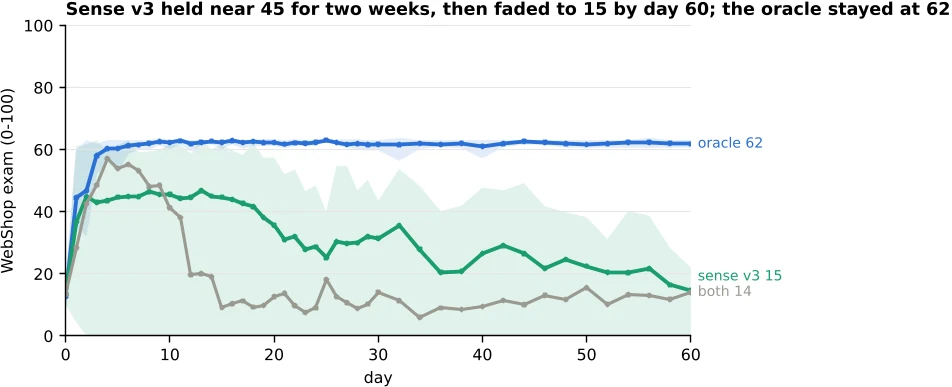 Sense v3 held near 45 for two weeks, then faded to 15 by day 60; the oracle stayed at 62
100
80
60
40
20
0
WebShop exam (0-100)
oracle 62
sense v3 15
both 14
0 10 20 30 40 50 60
day